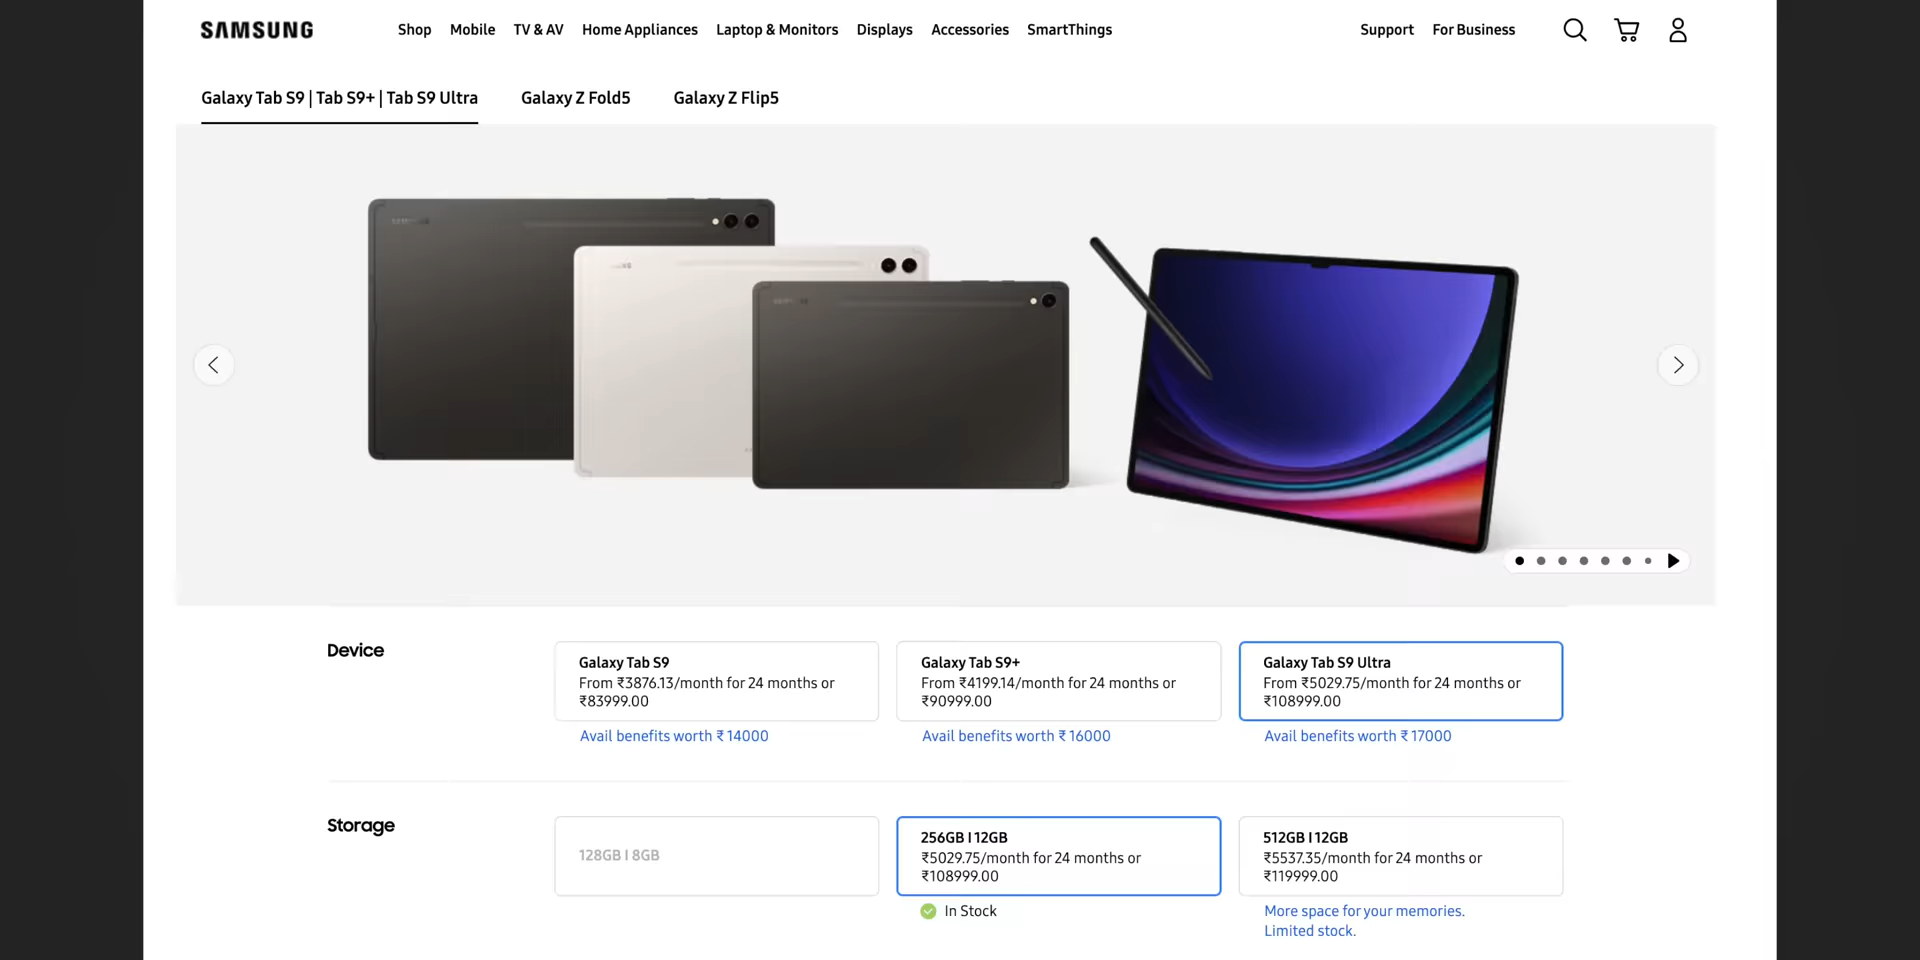 SAMSUNG
Shop Mobile TV & AV Home Appliances Laptop & Monitors Displays Accessories SmartThings
Support For Business
Galaxy Tab S9 | Tab S9+ | Tab S9 Ultra
Galaxy Z Fold5
Galaxy Z Flip5
Device
Galaxy Tab S9
From ₹3876.13/month for 24 months or
₹83999.00
Avail benefits worth ₹ 14000
Galaxy Tab S9+
From ₹4199.14/month for 24 months or
₹90999.00
Avail benefits worth ₹ 16000
Galaxy Tab S9 Ultra
From ₹5029.75/month for 24 months or
₹108999.00
Avail benefits worth ₹ 17000
Storage
128GB | 8GB
256GB | 12GB
₹5029.75/month for 24 months or
₹108999.00
In Stock
512GB | 12GB
₹5537.35/month for 24 months or
₹119999.00
More space for your memories.
Limited stock.